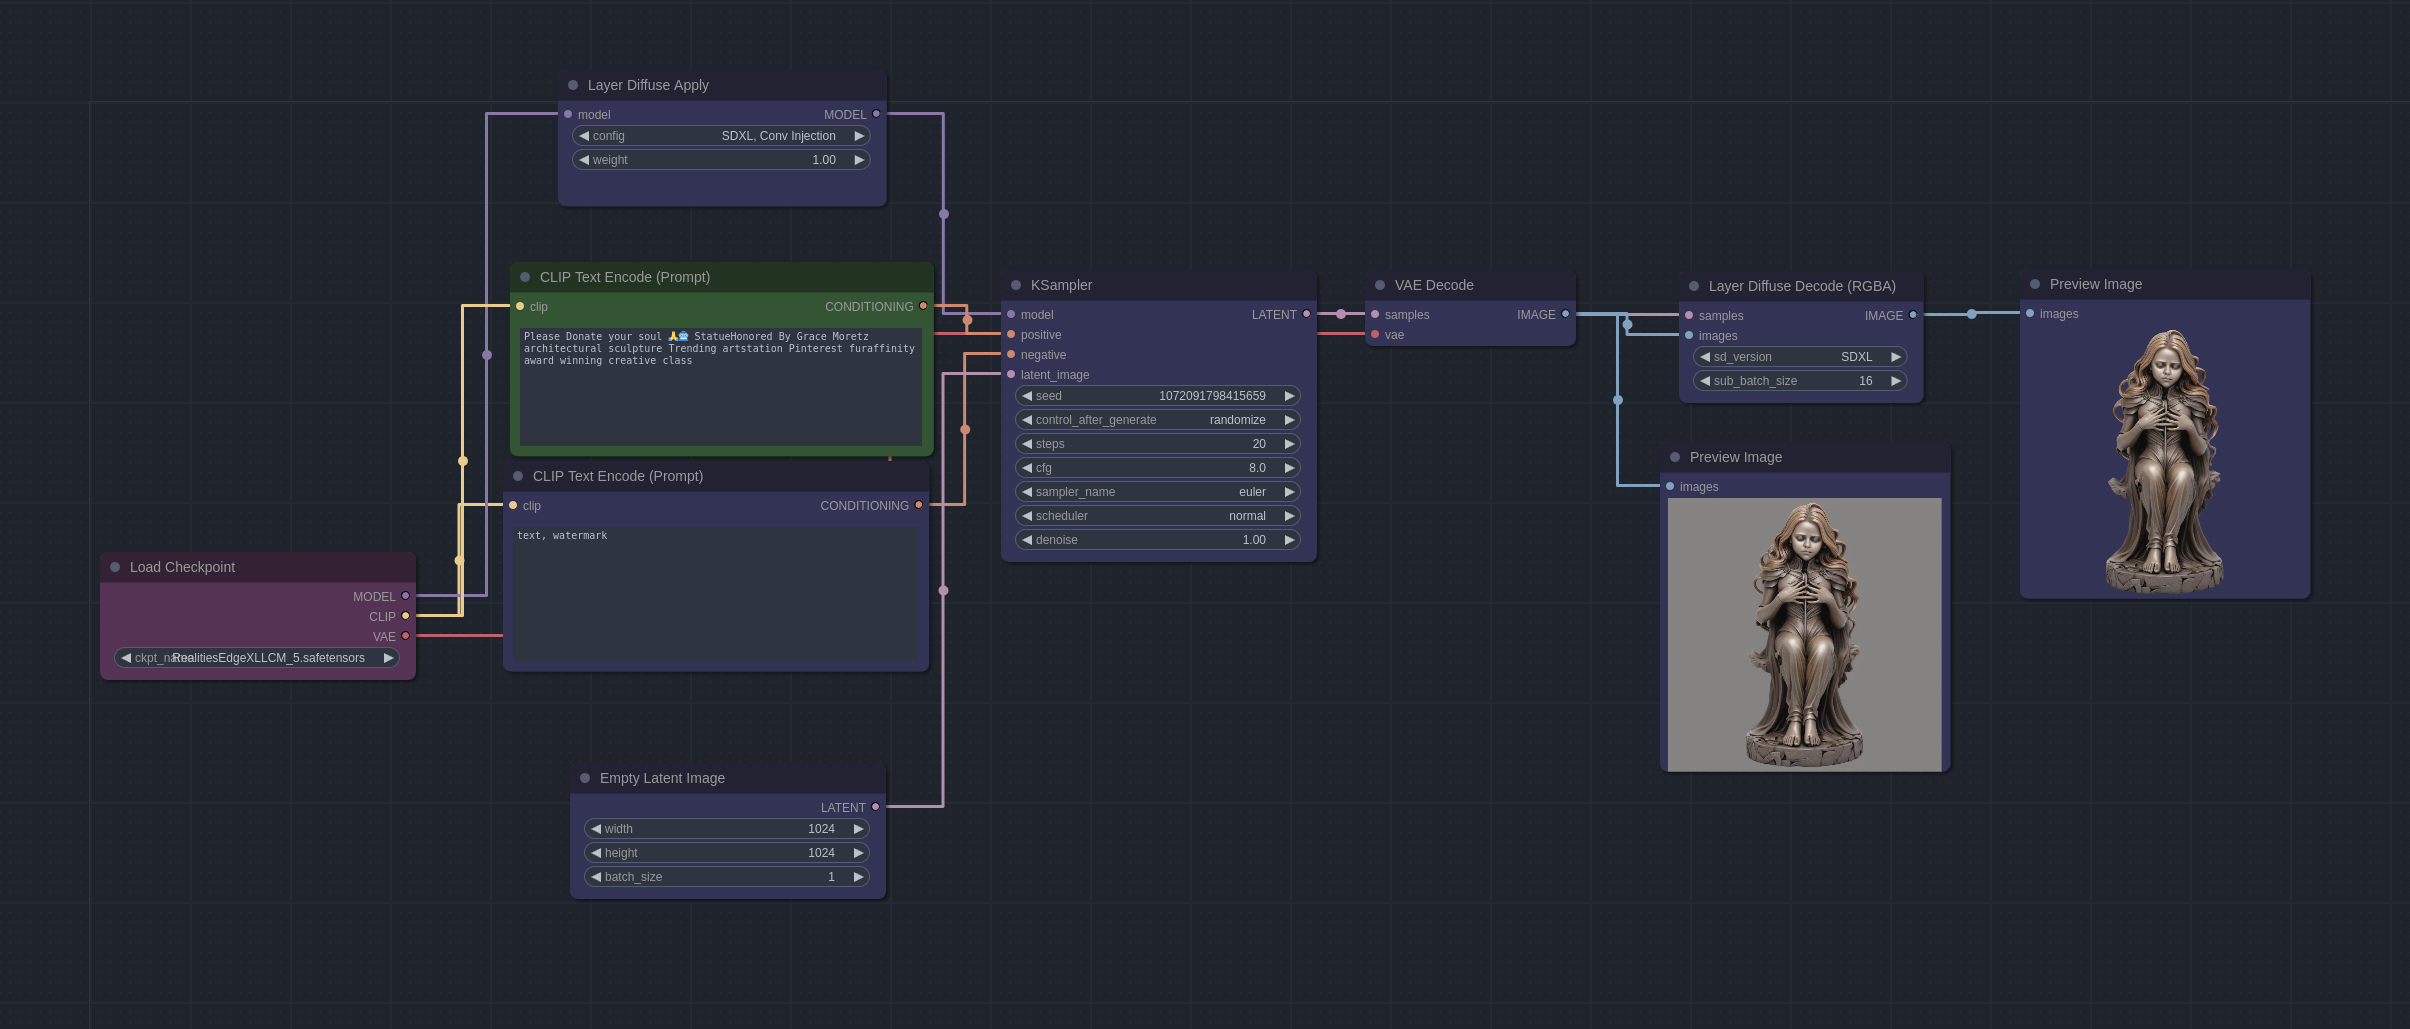 Layer Diffuse Apply
model MODEL
config SDXL, Conv Injection
weight 1.00
CLIP Text Encode (Prompt)
clip CONDITIONING
Please Donate your soul 🙏🥶 StatueHonored By Grace Moretz
architectural sculpture Trending artstation Pinterest furaffinity
award winning creative class
CLIP Text Encode (Prompt)
clip CONDITIONING
text, watermark
Load Checkpoint
MODEL
CLIP
VAE
ckpt_name RealitiesEdgeXLLCM_5.safetensors
Empty Latent Image
LATENT
width 1024
height 1024
batch_size 1
KSampler
model LATENT
positive
negative
latent_image
seed 1072091798415659
control_after_generate randomize
steps 20
cfg 8.0
sampler_name euler
scheduler normal
denoise 1.00
VAE Decode
samples IMAGE
vae
Layer Diffuse Decode (RGBA)
samples IMAGE
images
sd_version SDXL
sub_batch_size 16
Preview Image
images
Preview Image
images